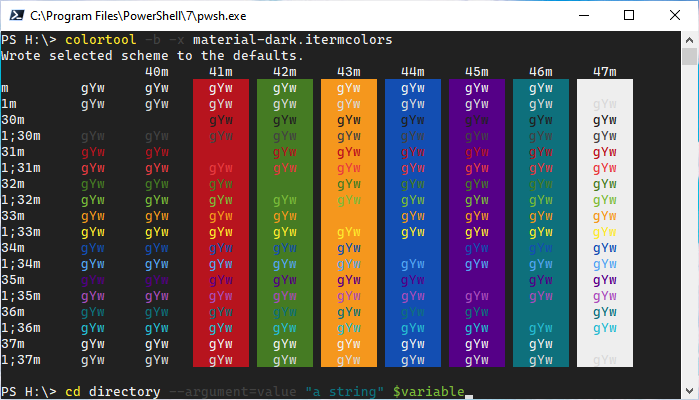 C:\Program Files\PowerShell\7\pwsh.exe
PS H:\> colortool -b -x material-dark.itermcolors
Wrote selected scheme to the defaults.
40m 41m 42m 43m 44m 45m 46m 47m
m gYw gYw gYw gYw gYw gYw gYw gYw
1m gYw gYw gYw gYw gYw gYw gYw gYw gYw
30m gYw gYw gYw gYw gYw gYw gYw
1;30m gYw gYw gYw gYw gYw gYw gYw gYw gYw
31m gYw gYw gYw gYw gYw gYw gYw gYw
1;31m gYw gYw gYw gYw gYw gYw gYw gYw gYw
32m gYw gYw gYw gYw gYw gYw gYw gYw
1;32m gYw gYw gYw gYw gYw gYw gYw gYw gYw
33m gYw gYw gYw gYw gYw gYw gYw gYw
1;33m gYw gYw gYw gYw gYw gYw gYw gYw gYw
34m gYw gYw gYw gYw gYw gYw gYw gYw
1;34m gYw gYw gYw gYw gYw gYw gYw gYw gYw
35m gYw gYw gYw gYw gYw gYw gYw gYw
1;35m gYw gYw gYw gYw gYw gYw gYw gYw gYw
36m gYw gYw gYw gYw gYw gYw gYw gYw
1;36m gYw gYw gYw gYw gYw gYw gYw gYw gYw
37m gYw gYw gYw gYw gYw gYw gYw gYw
1;37m gYw gYw gYw gYw gYw gYw gYw gYw gYw
PS H:\> cd directory --argument=value "a string" $variable